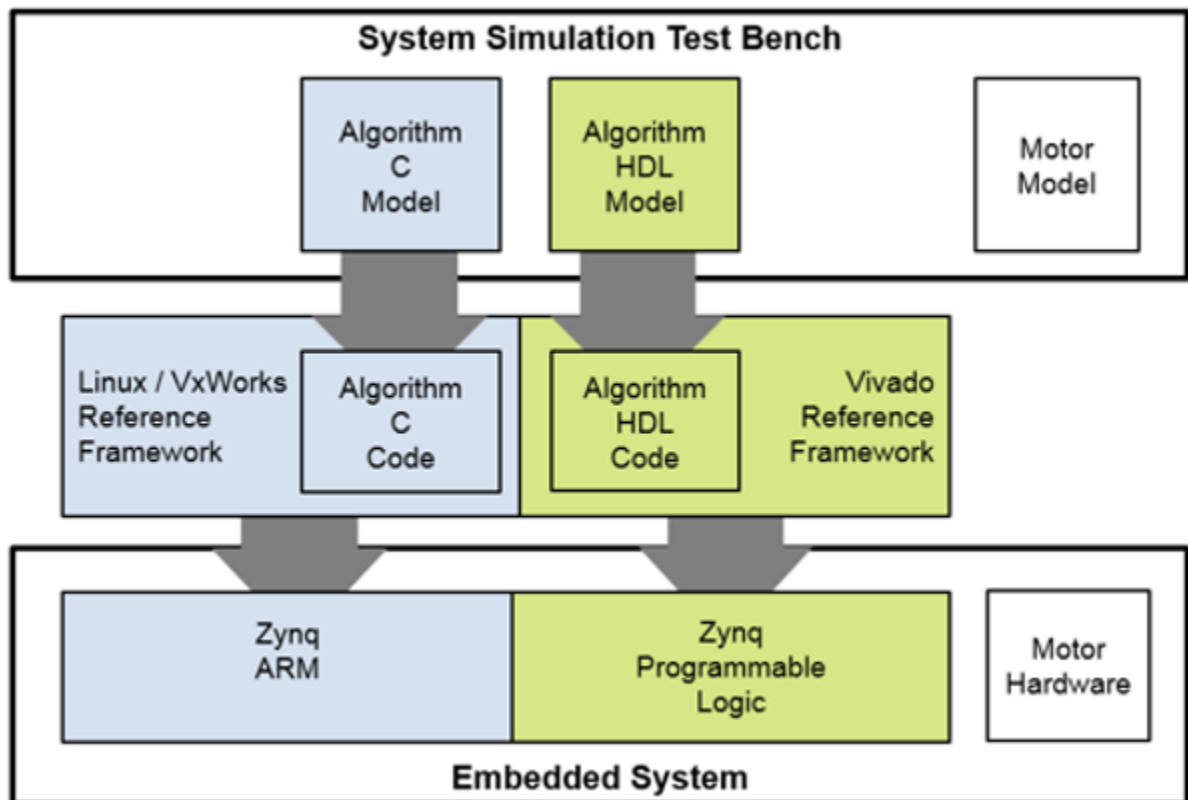 System Simulation Test Bench
Algorithm
C
Model
Algorithm
HDL
Model
Motor
Model
Linux / VxWorks
Reference
Framework
Algorithm
C
Code
Algorithm
HDL
Code
Vivado
Reference
Framework
Zynq
ARM
Zynq
Programmable
Logic
Motor
Hardware
Embedded System